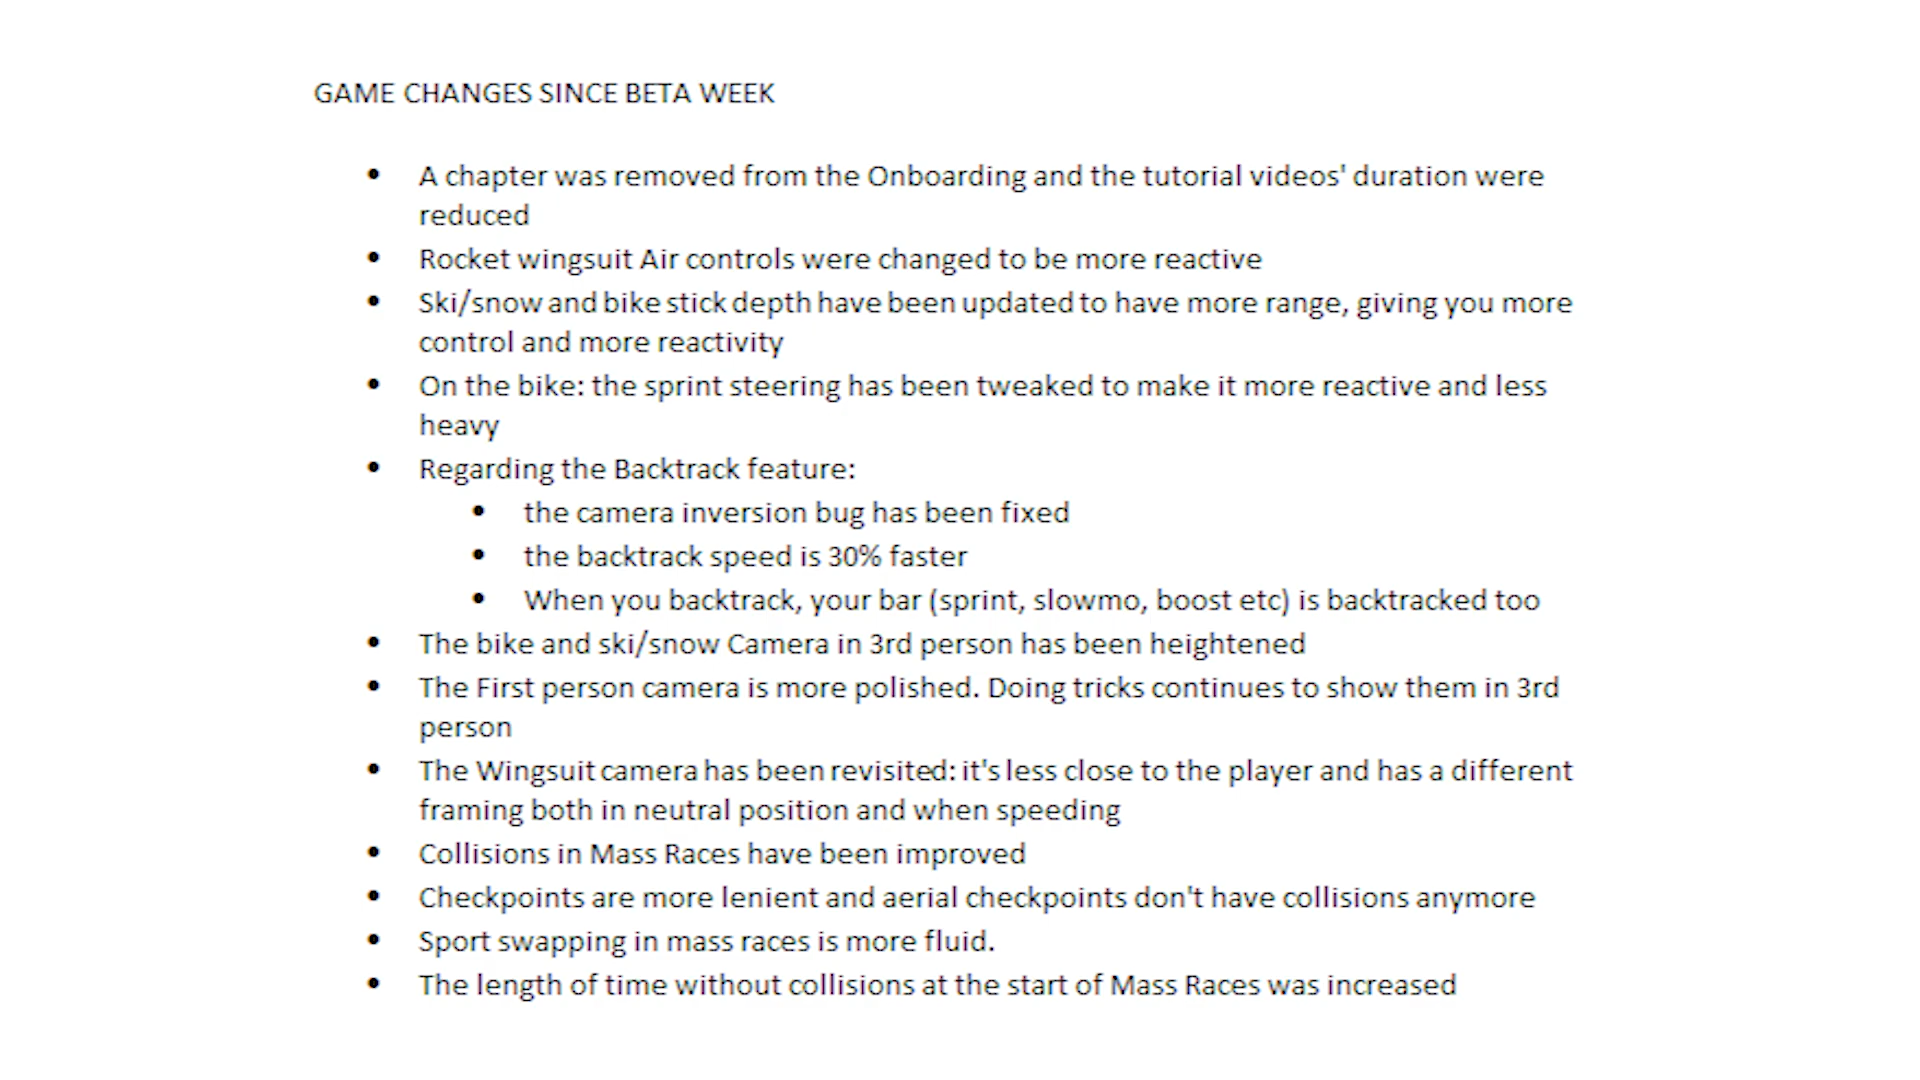 GAME CHANGES SINCE BETA WEEK
• A chapter was removed from the Onboarding and the tutorial videos' duration were
reduced
• Rocket wingsuit Air controls were changed to be more reactive
• Ski/snow and bike stick depth have been updated to have more range, giving you more
control and more reactivity
• On the bike: the sprint steering has been tweaked to make it more reactive and less
heavy
• Regarding the Backtrack feature:
• the camera inversion bug has been fixed
• the backtrack speed is 30% faster
• When you backtrack, your bar (sprint, slowmo, boost etc) is backtracked too
• The bike and ski/snow Camera in 3rd person has been heightened
• The First person camera is more polished. Doing tricks continues to show them in 3rd
person
• The Wingsuit camera has been revisited: it's less close to the player and has a different
framing both in neutral position and when speeding
• Collisions in Mass Races have been improved
• Checkpoints are more lenient and aerial checkpoints don't have collisions anymore
• Sport swapping in mass races is more fluid.
• The length of time without collisions at the start of Mass Races was increased